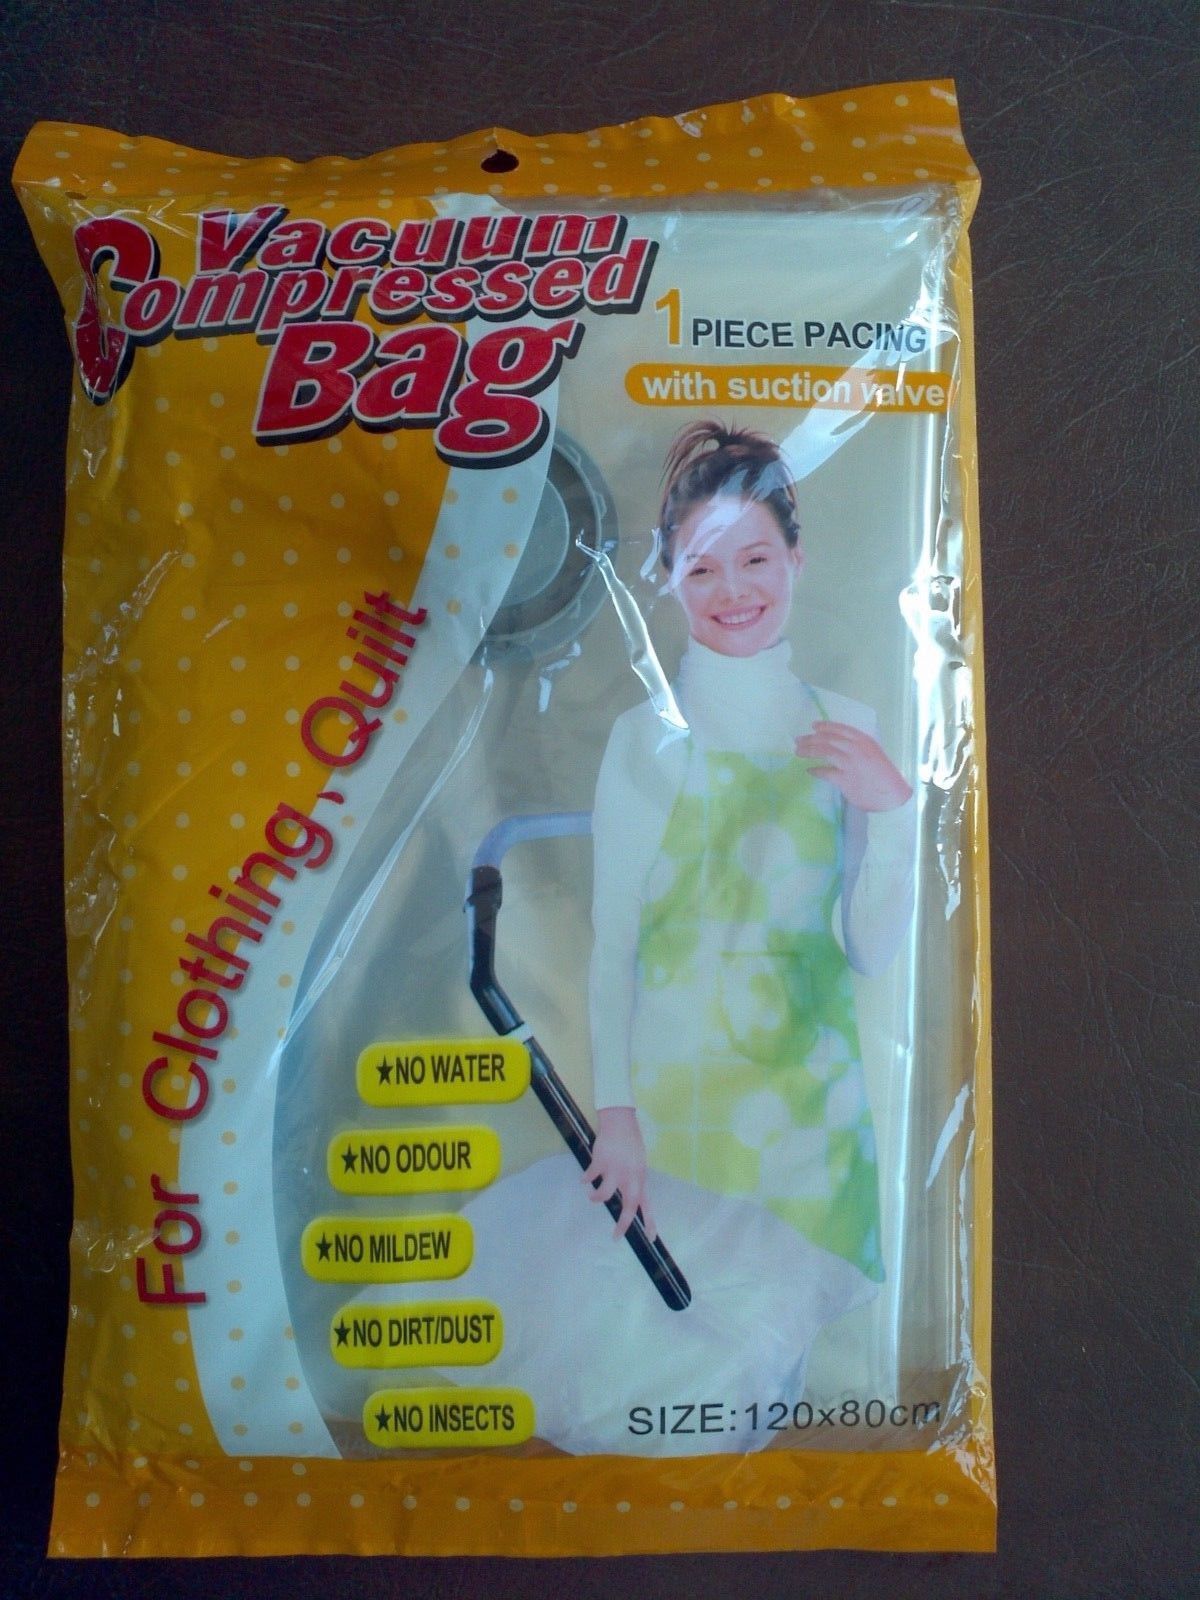 Vacuum
Compressed
Bag
1 PIECE PACING
with suction valve
For Clothing, Quilt
★NO WATER
★NO ODOUR
★NO MILDEW
★NO DIRT/DUST
★NO INSECTS
SIZE:120x80cm